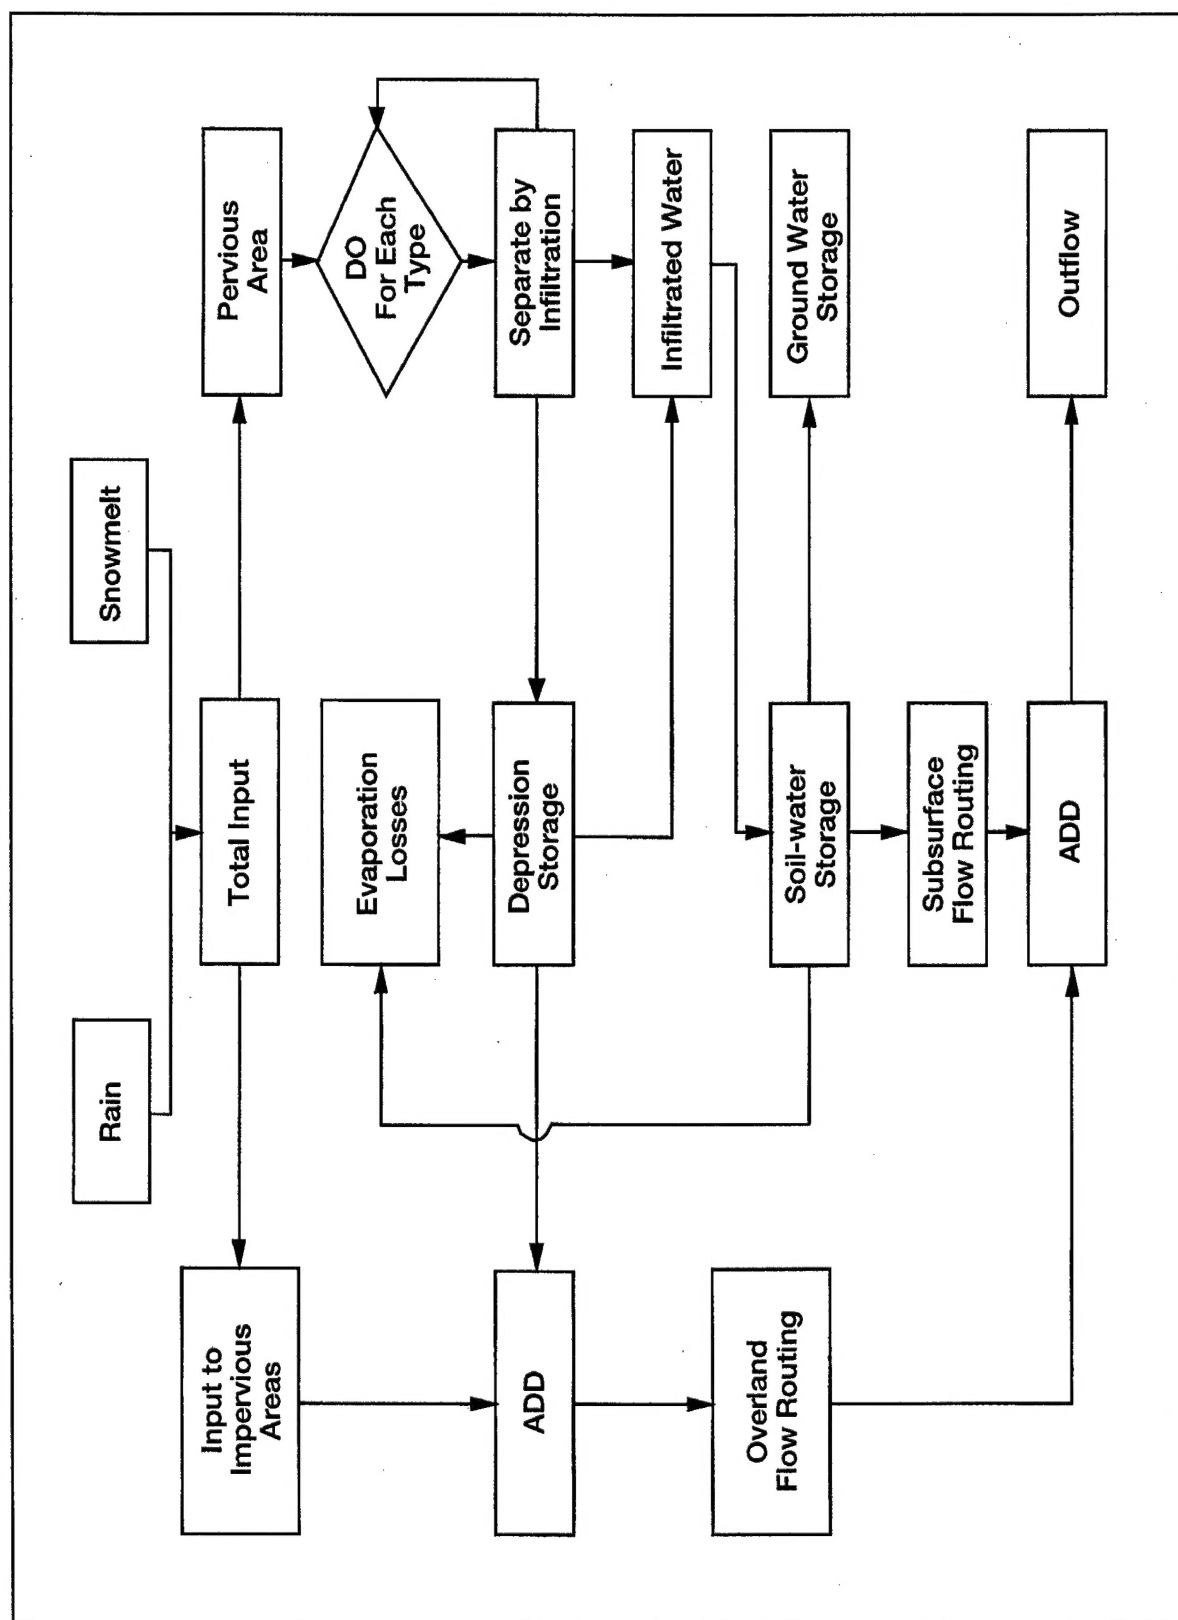 Rain
Snowmelt
Input to
Impervious
Areas
Total Input
Pervious
Area
Evaporation
Losses
DO
For Each
Type
ADD
Depression
Storage
Separate by
Infiltration
Infiltrated Water
Overland
Flow Routing
Soil-water
Storage
Ground Water
Storage
Subsurface
Flow Routing
ADD
Outflow